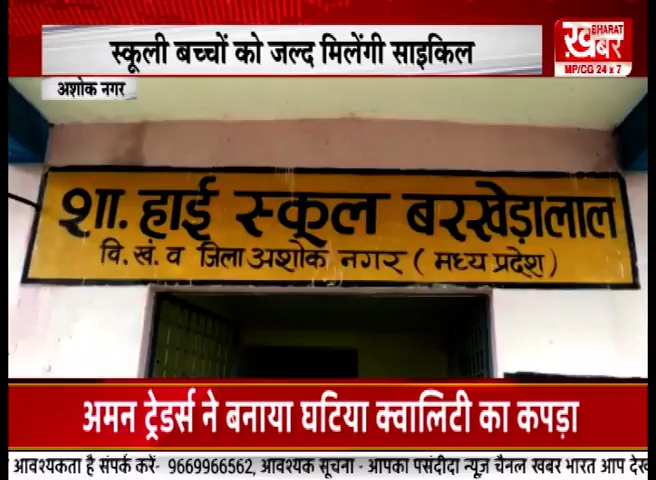 स्कूली बच्चों को जल्द मिलेंगी साइकिल
BHARAT
ख़बर
MP/CG 24 x 7
अशोक नगर
शा. हाई स्कूल बरखेड़ालाल
वि. खं. व जिला अशोक नगर ( मध्य प्रदेश )
अमन ट्रेडर्स ने बनाया घटिया क्वालिटी का कपड़ा
आवश्यकता है संपर्क करें- 9669966562, आवश्यक सूचना - आपका पसंदीदा न्यूज़ चैनल खबर भारत आप देख